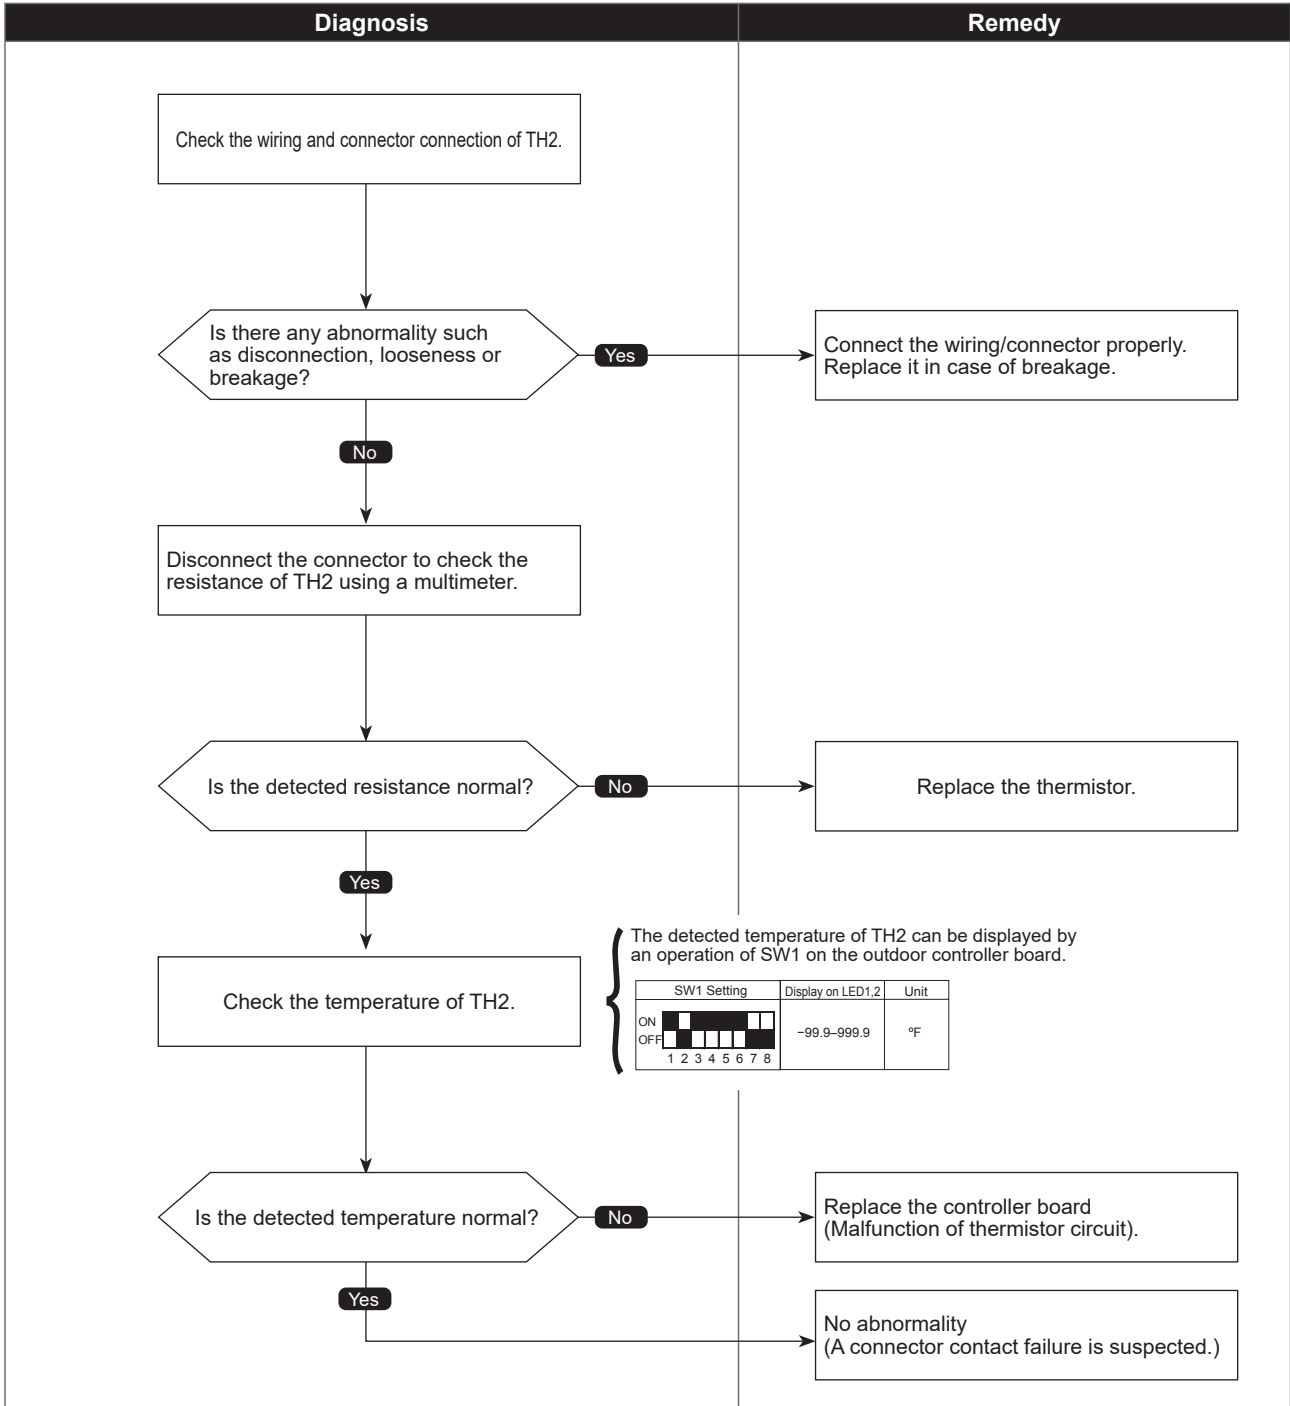 Diagnosis
Remedy
Check the wiring and connector connection of TH2.
Is there any abnormality such
as disconnection, looseness or
breakage?
Yes
Connect the wiring/connector properly.
Replace it in case of breakage.
No
Disconnect the connector to check the
resistance of TH2 using a multimeter.
Is the detected resistance normal?
No
Replace the thermistor.
Yes
The detected temperature of TH2 can be displayed by
an operation of SW1 on the outdoor controller board.
Check the temperature of TH2.
SW1 Setting
Display on LED1,2
Unit
ON
OFF
1 2 3 4 5 6 7 8
−99.9–999.9
ºF
Is the detected temperature normal?
No
Replace the controller board
(Malfunction of thermistor circuit).
Yes
No abnormality
(A connector contact failure is suspected.)